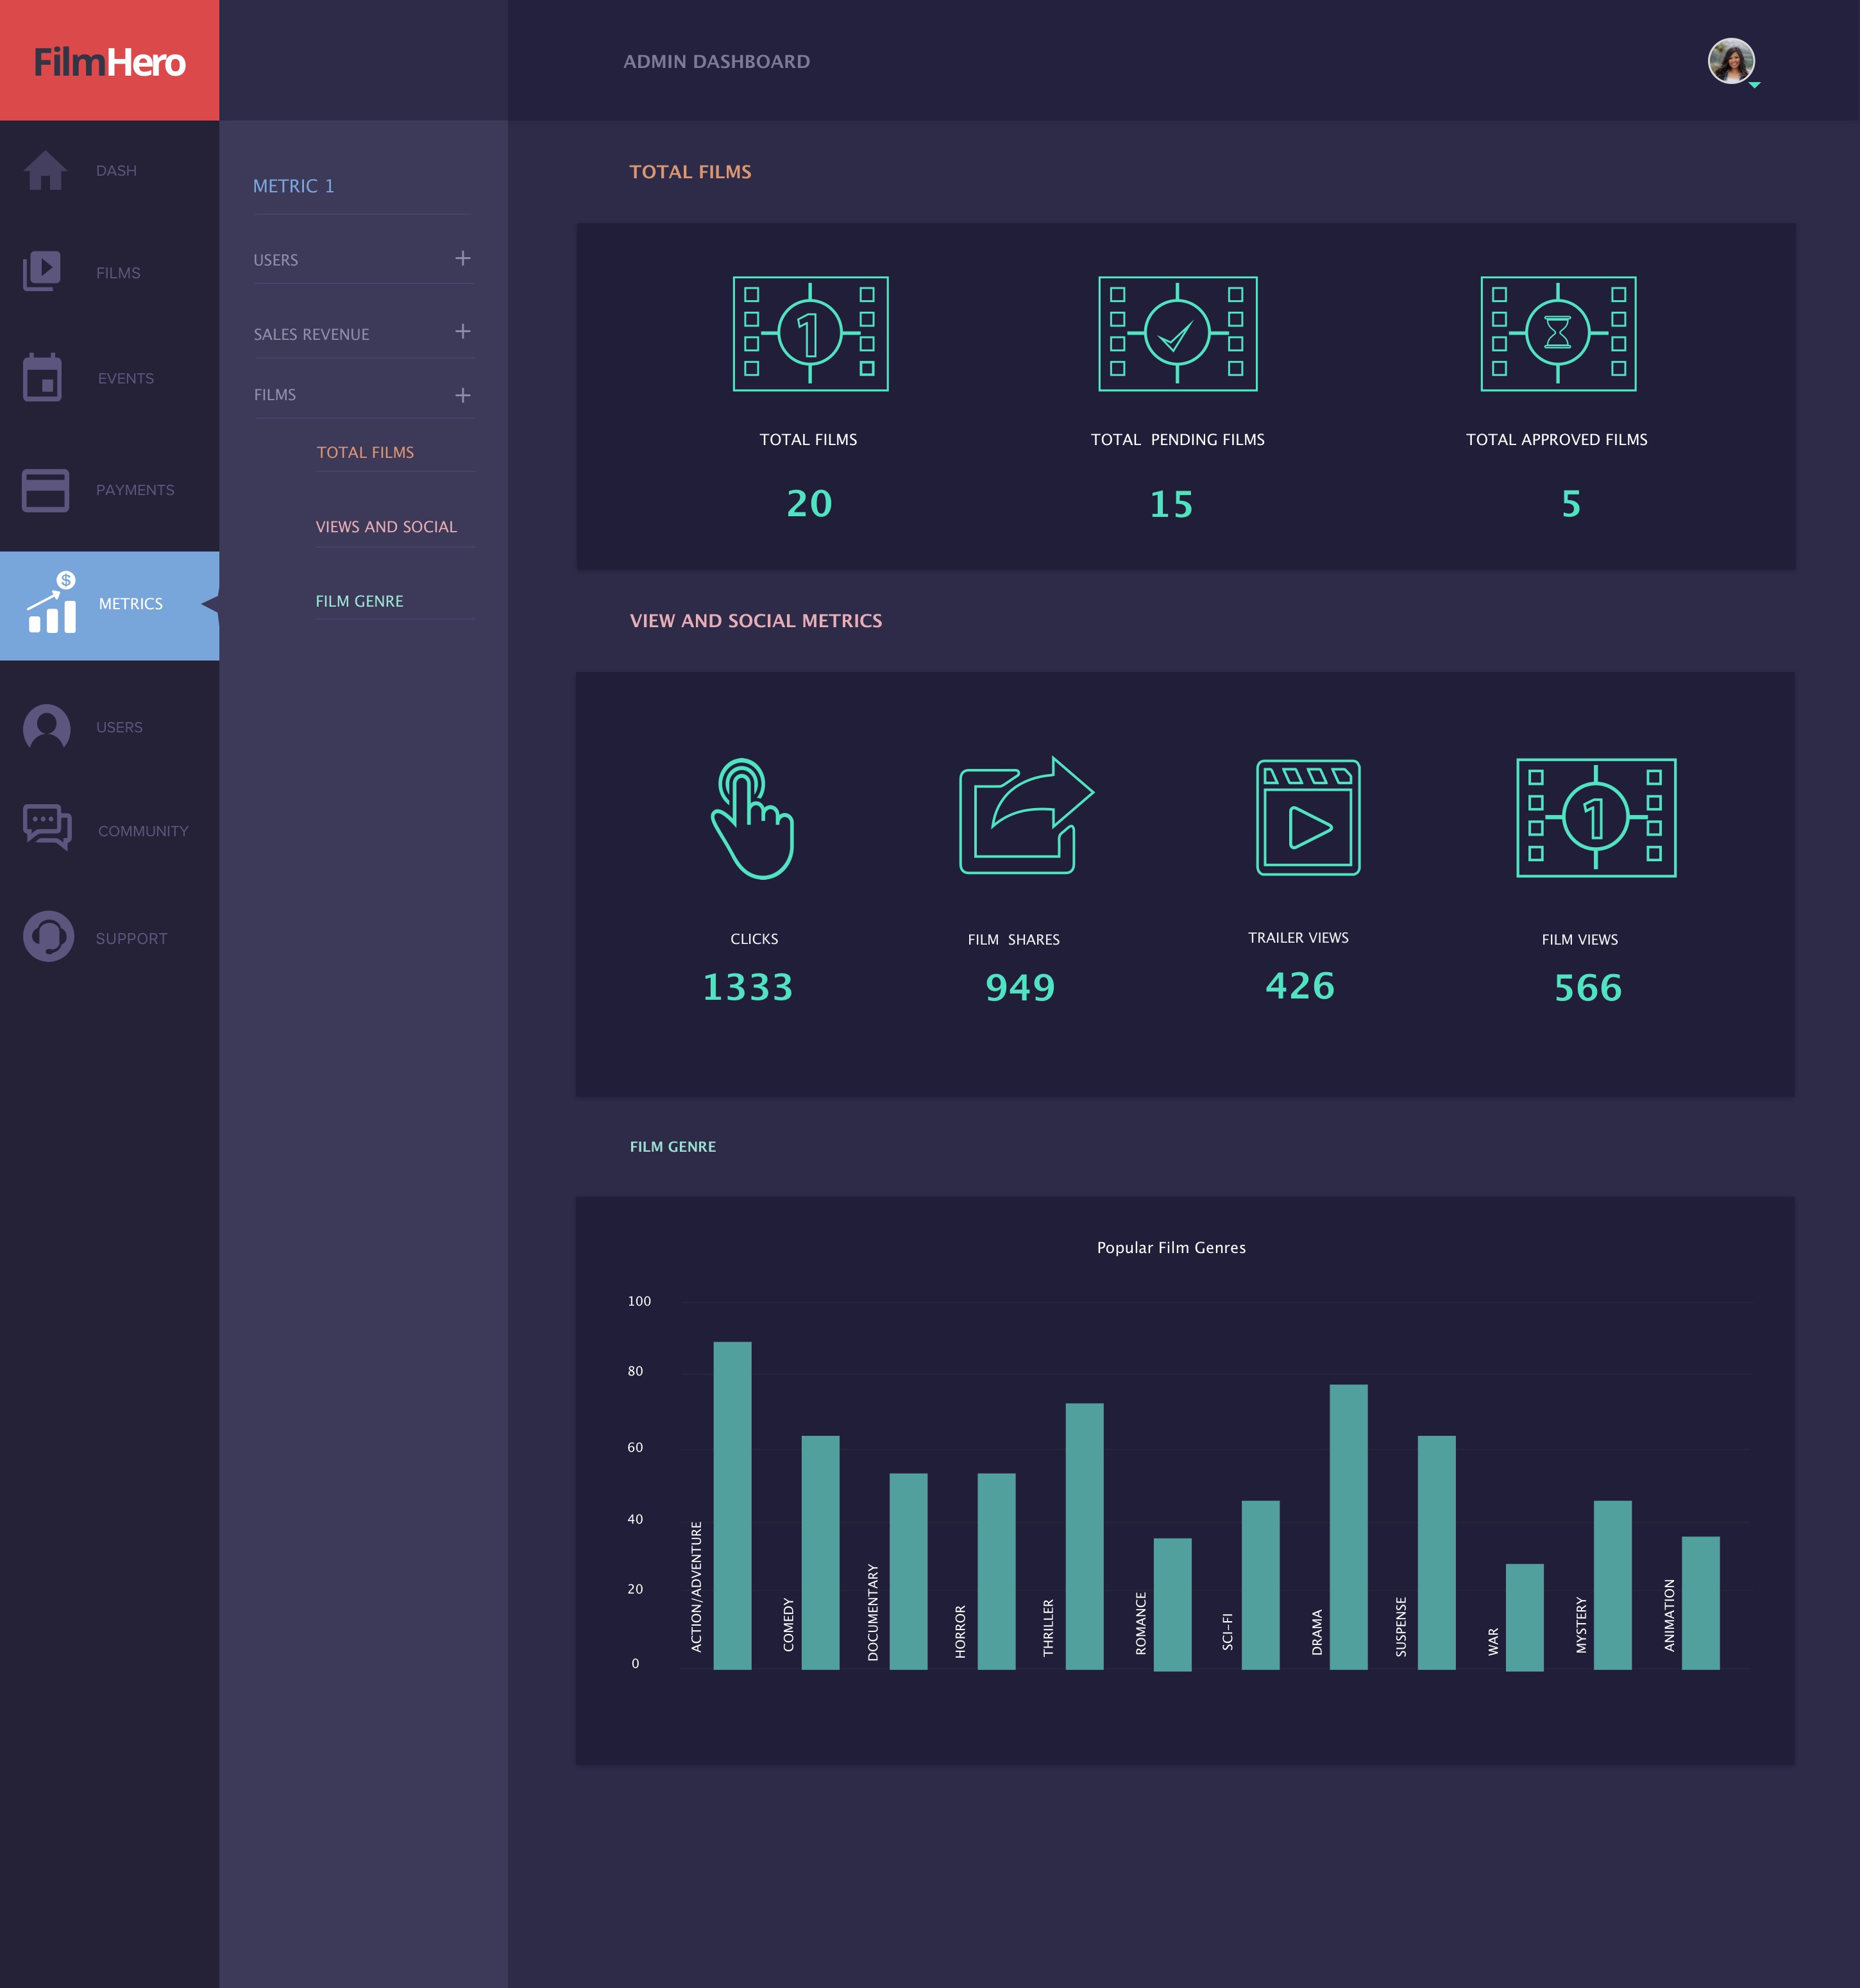 FilmHero
ADMIN DASHBOARD
DASH
FILMS
EVENTS
PAYMENTS
$
METRICS
USERS
COMMUNITY
SUPPORT
METRIC 1
USERS +
SALES REVENUE +
FILMS +
TOTAL FILMS
VIEWS AND SOCIAL
FILM GENRE
TOTAL FILMS
1
TOTAL FILMS
20
TOTAL PENDING FILMS
15
TOTAL APPROVED FILMS
5
VIEW AND SOCIAL METRICS
1
CLICKS
1333
FILM SHARES
949
TRAILER VIEWS
426
FILM VIEWS
566
FILM GENRE
Popular Film Genres
100
80
60
40
20
0
ACTION/ADVENTURE
COMEDY
DOCUMENTARY
HORROR
THRILLER
ROMANCE
SCI-FI
DRAMA
SUSPENSE
WAR
MYSTERY
ANIMATION